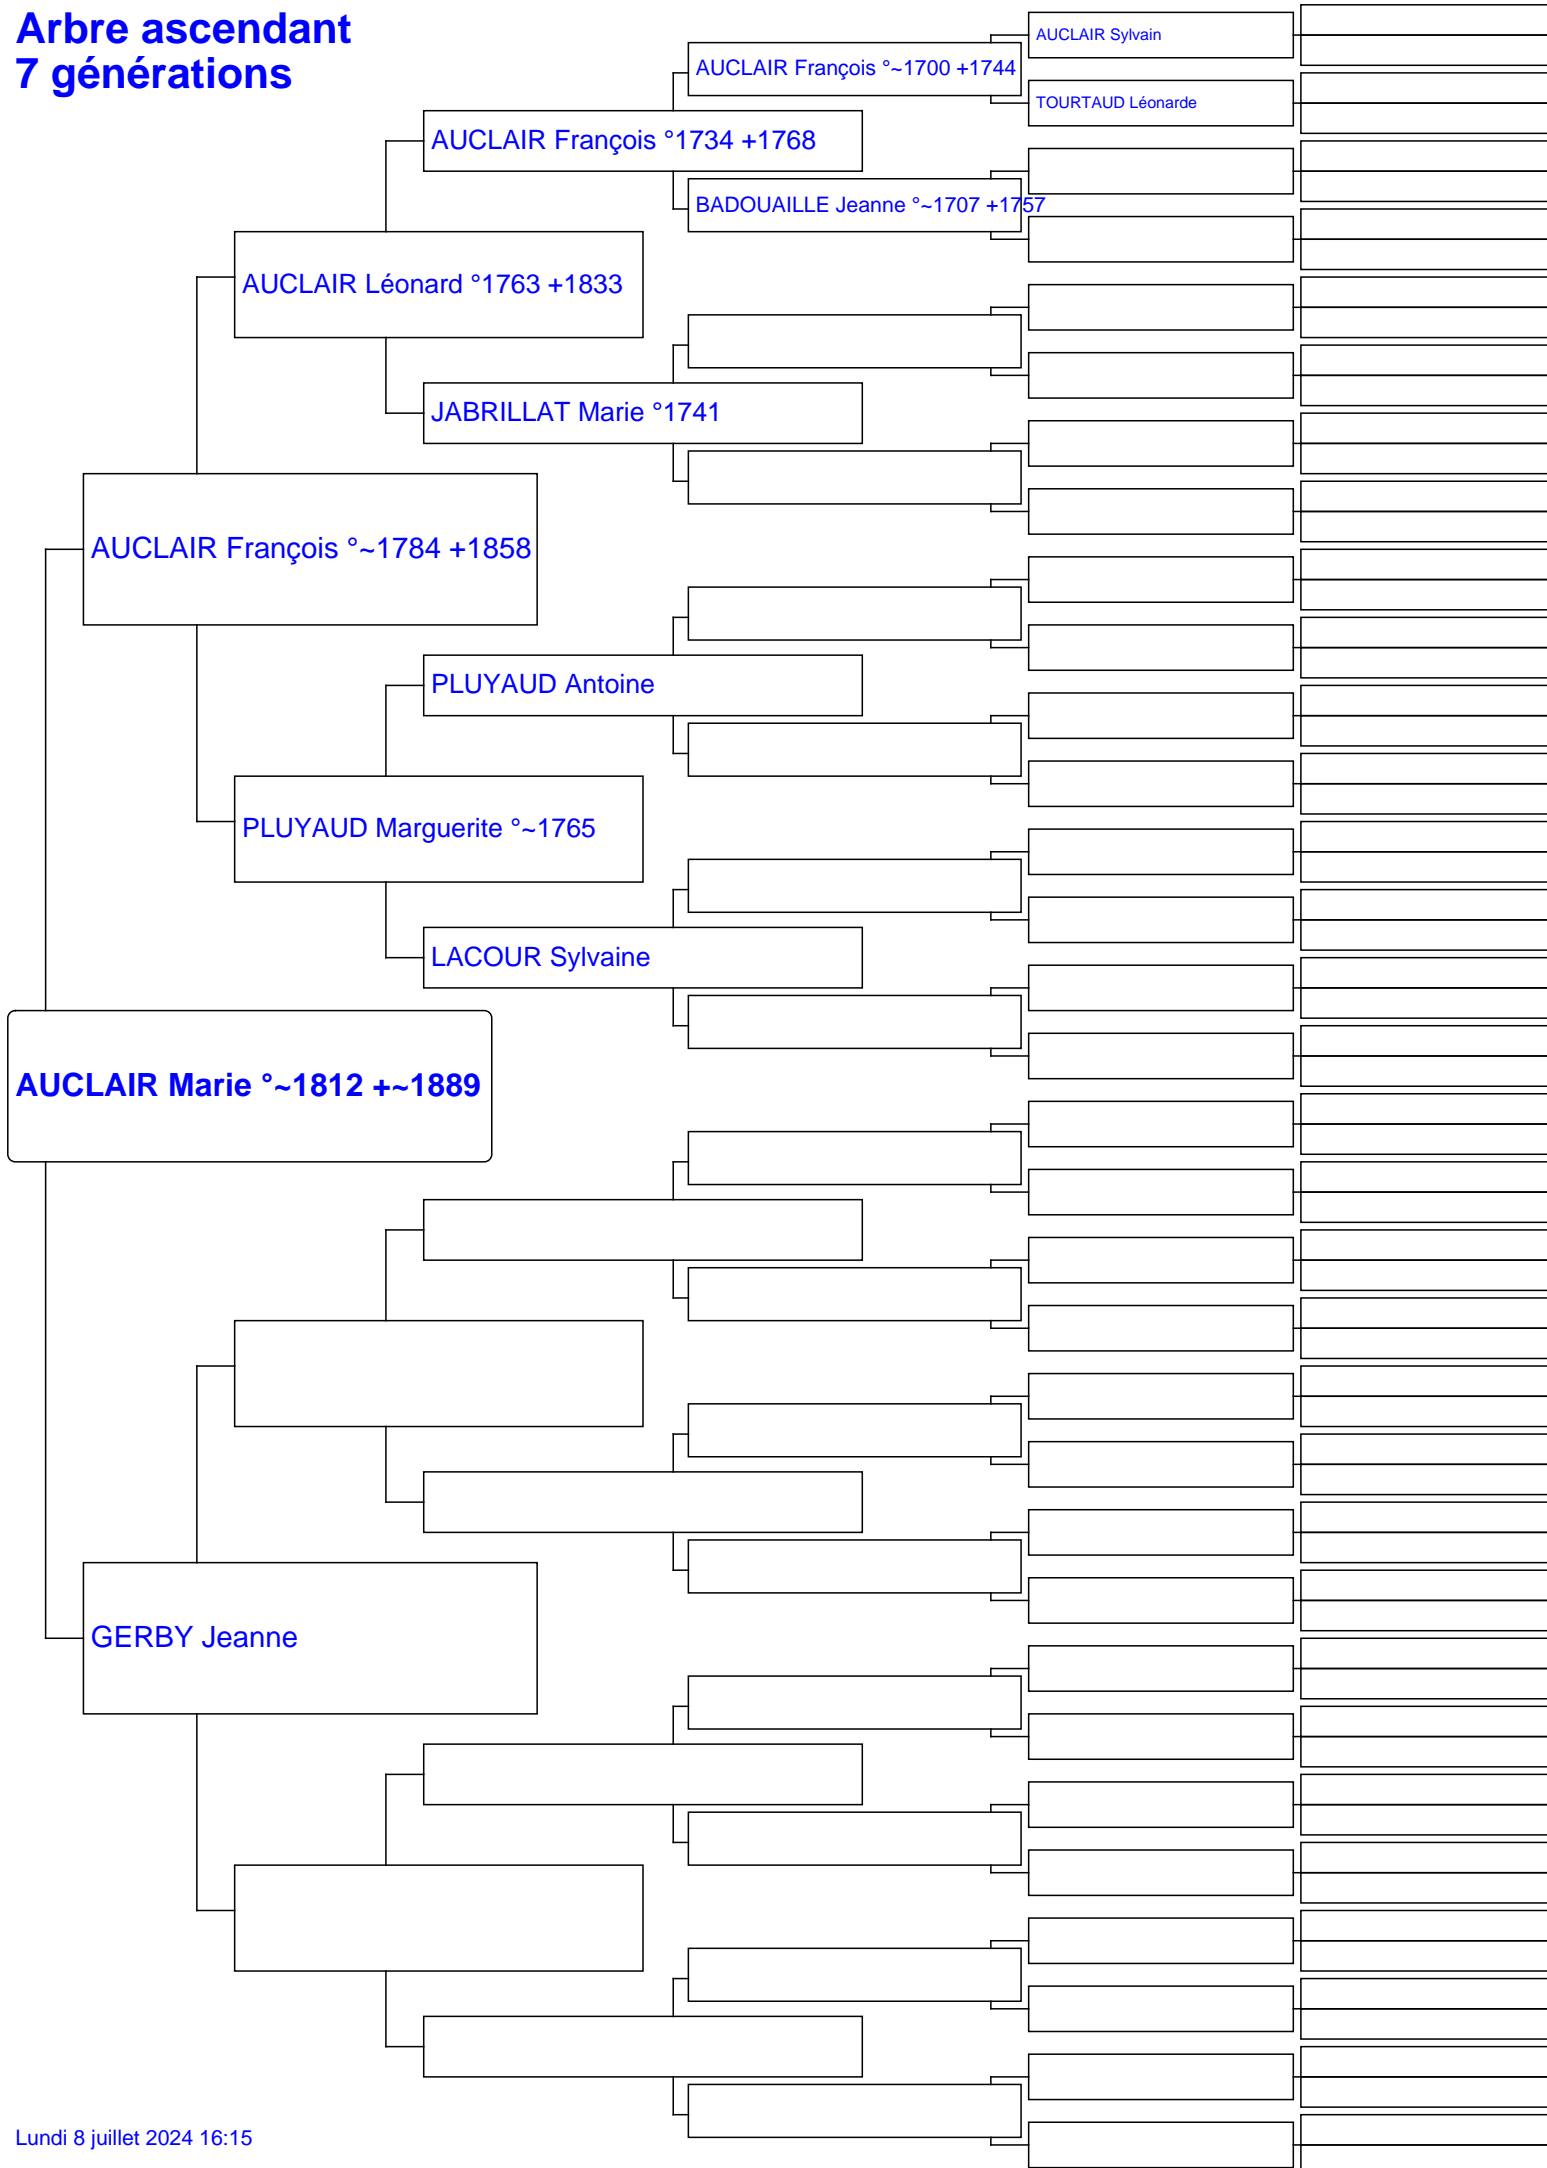 Arbre ascendant
7 générations
AUCLAIR Sylvain
AUCLAIR François °~1700 +1744
TOURTAUD Léonarde
AUCLAIR François °1734 +1768
BADOUAILLE Jeanne °~1707 +1757
AUCLAIR Léonard °1763 +1833
JABRILLAT Marie °1741
AUCLAIR François °~1784 +1858
PLUYAUD Antoine
PLUYAUD Marguerite °~1765
LACOUR Sylvaine
AUCLAIR Marie °~1812 +~1889
GERBY Jeanne
Lundi 8 juillet 2024 16:15